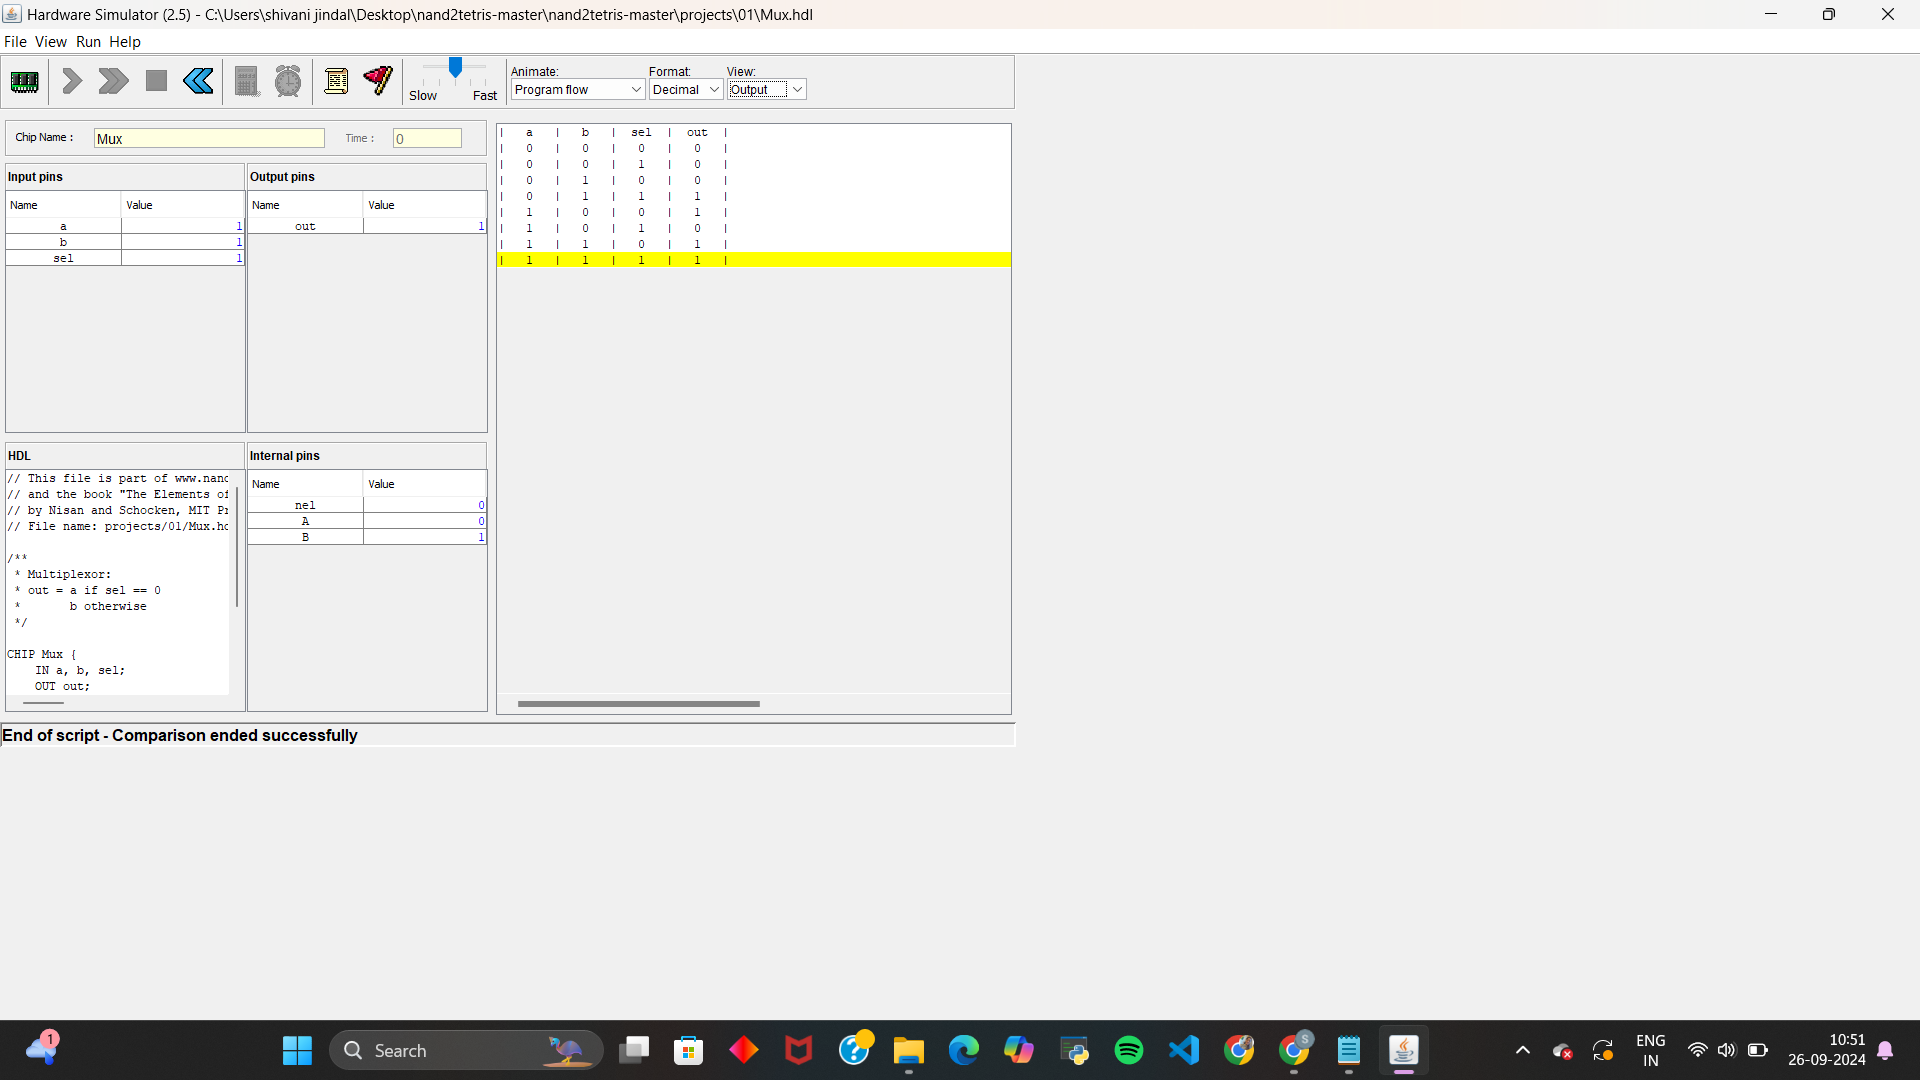 Hardware Simulator (2.5) - C:\Users\shivani jindal\Desktop\nand2tetris-master\nand2tetris-master\projects\01\Mux.hdl
File View Run Help
Slow Fast
Animate: Format: View:
Program flow Decimal Output
Chip Name : Mux Time : 0
Input pins
Name Value
a 1
b 1
sel 1
Output pins
Name Value
out 1
HDL
// This file is part of www.nand
// and the book "The Elements of
// by Nisan and Schocken, MIT Pr
// File name: projects/01/Mux.hd
/**
* Multiplexor:
* out = a if sel == 0
* b otherwise
*/
CHIP Mux {
IN a, b, sel;
OUT out;
Internal pins
Name Value
nel 0
A 0
B 1
| a | b | sel | out |
| 0 | 0 | 0 | 0 |
| 0 | 0 | 1 | 0 |
| 0 | 1 | 0 | 0 |
| 0 | 1 | 1 | 1 |
| 1 | 0 | 0 | 1 |
| 1 | 0 | 1 | 0 |
| 1 | 1 | 0 | 1 |
| 1 | 1 | 1 | 1 |
End of script - Comparison ended successfully
1
Search
S
ENG
IN
10:51
26-09-2024